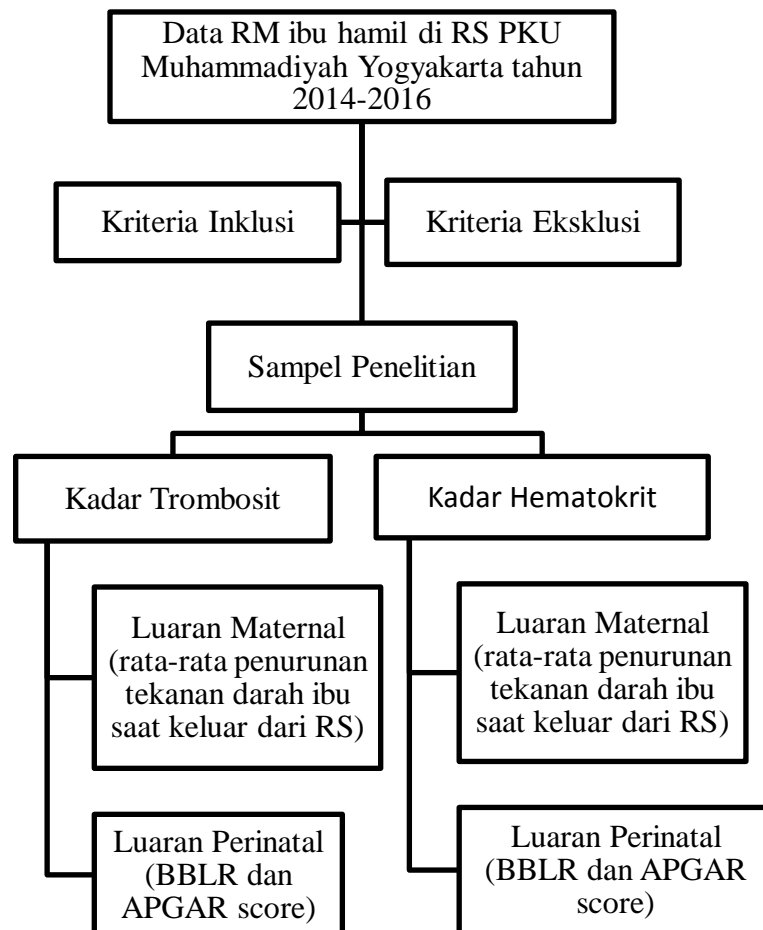 Data RM ibu hamil di RS PKU
Muhammadiyah Yogyakarta tahun
2014-2016
Kriteria Inklusi
Kriteria Eksklusi
Sampel Penelitian
Kadar Trombosit
Kadar Hematokrit
Luaran Maternal
(rata-rata penurunan
tekanan darah ibu
saat keluar dari RS)
Luaran Maternal
(rata-rata penurunan
tekanan darah ibu
saat keluar dari RS)
Luaran Perinatal
(BBLR dan
APGAR score)
Luaran Perinatal
(BBLR dan APGAR
score)